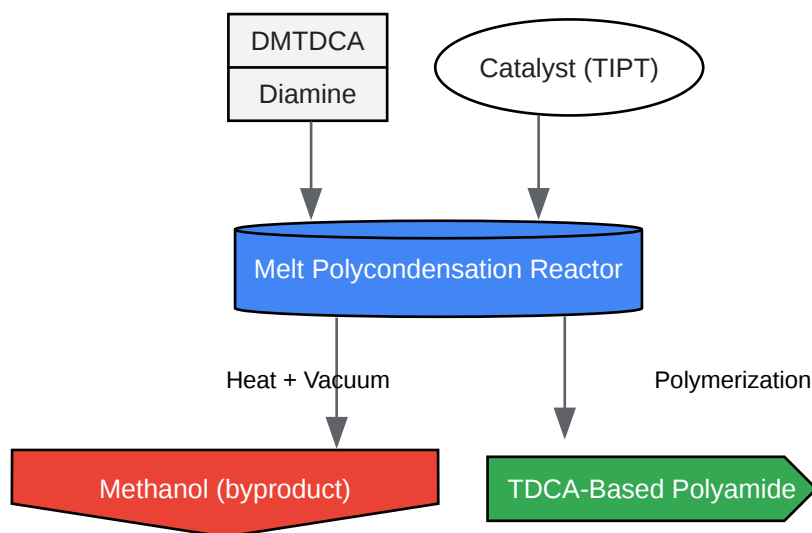 DMTDCA
Diamine
Catalyst (TIPT)
Melt Polycondensation Reactor
Heat + Vacuum
Polymerization
Methanol (byproduct)
TDCA-Based Polyamide